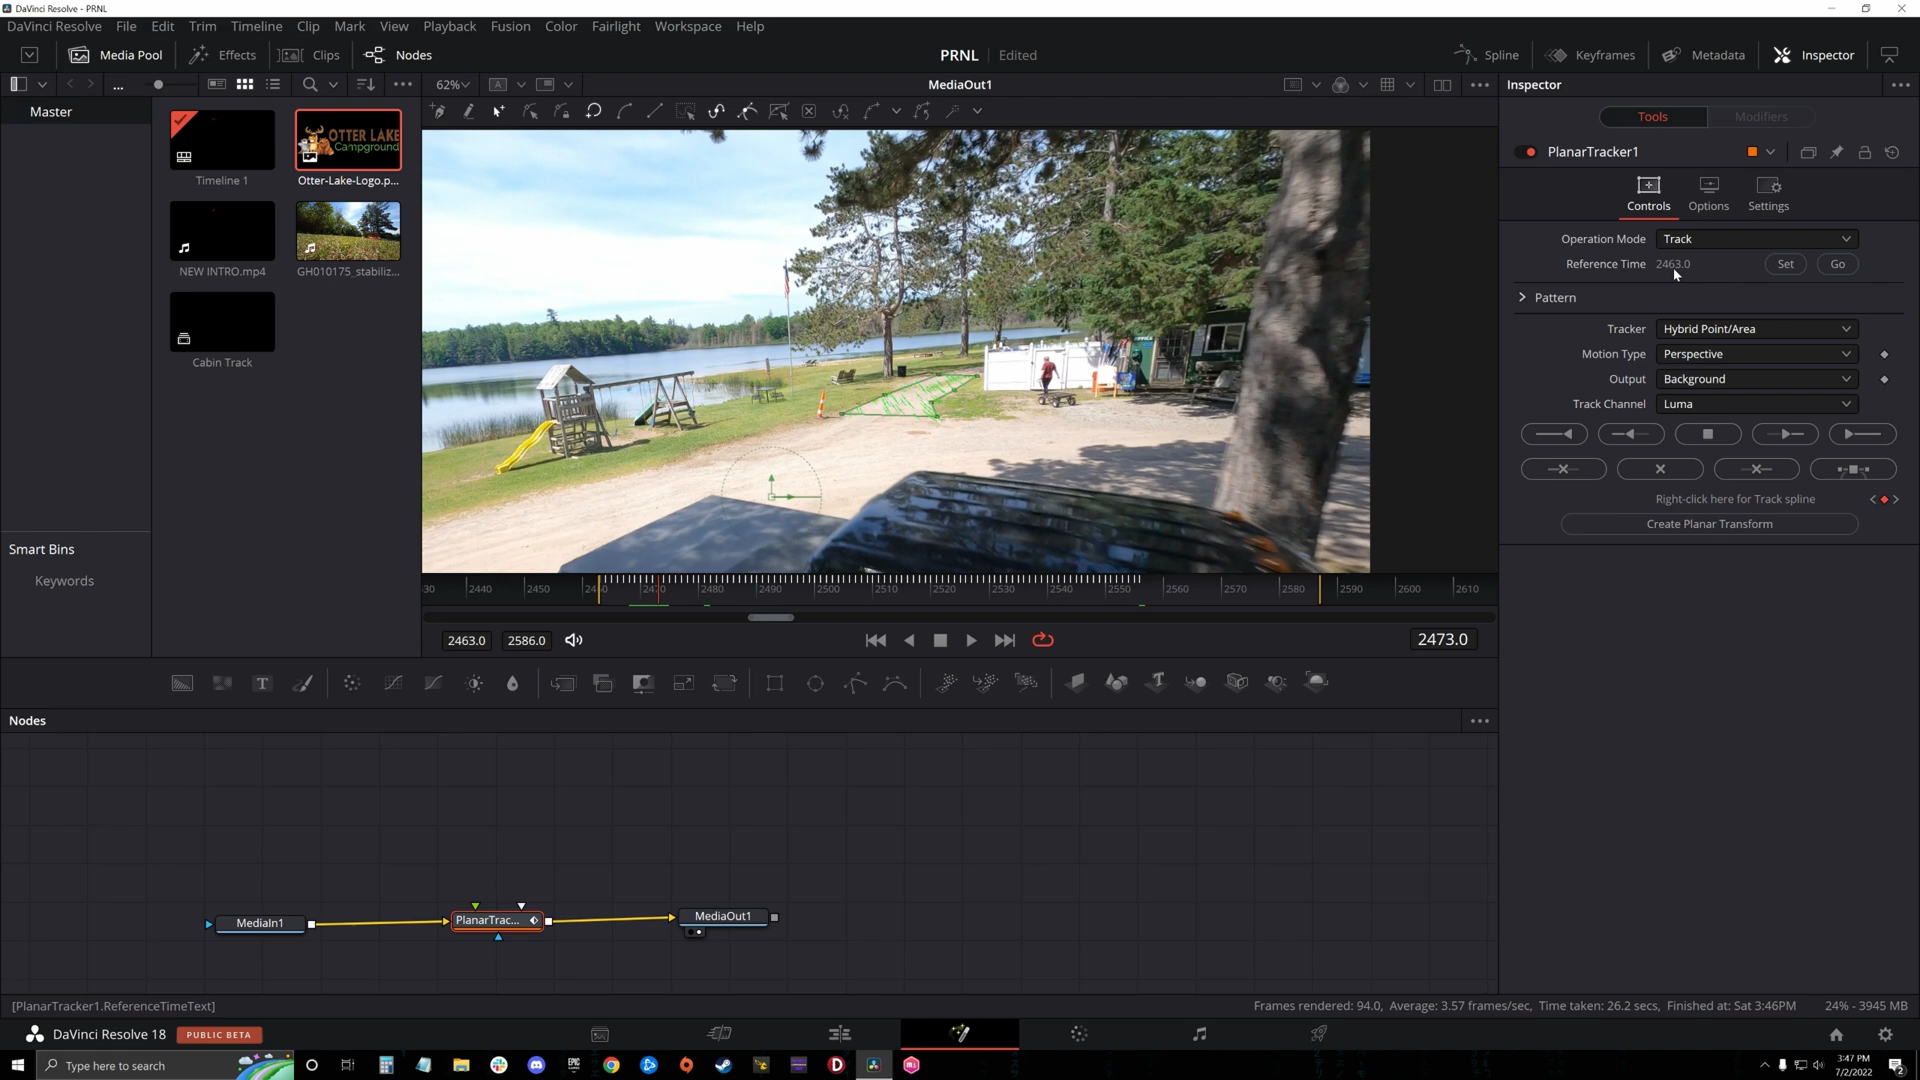 DaVinci Resolve - PRNL
DaVinci Resolve File Edit Trim Timeline Clip Mark View Playback Fusion Color Fairlight Workspace Help
Media Pool Effects Clips Nodes PRNL Edited Spline Keyframes Metadata Inspector
... 62% A MediaOut1 Inspector
Master
Tools Modifiers
OTTER LAKE
Campground
Timeline 1 Otter-Lake-Logo.p...
PlanarTracker1
Controls Options Settings
NEW INTRO.mp4 GH010175_stabiliz...
Operation Mode Track
Reference Time 2463.0 Set Go
Pattern
Cabin Track
Tracker Hybrid Point/Area
Motion Type Perspective
Output Background
Track Channel Luma
Right-click here for Track spline
Create Planar Transform
Smart Bins
Keywords
30 2440 2450 2460 2470 2480 2490 2500 2510 2520 2530 2540 2550 2560 2570 2580 2590 2600 2610
2463.0 2586.0 2473.0
T T
Nodes
MediaIn1 PlanarTrac... MediaOut1
[PlanarTracker1.ReferenceTimeText] Frames rendered: 94.0, Average: 3.57 frames/sec, Time taken: 26.2 secs, Finished at: Sat 3:46PM 24% - 3945 MB
DaVinci Resolve 18 PUBLIC BETA
Type here to search EPIC D 3:47 PM
7/2/2022 2